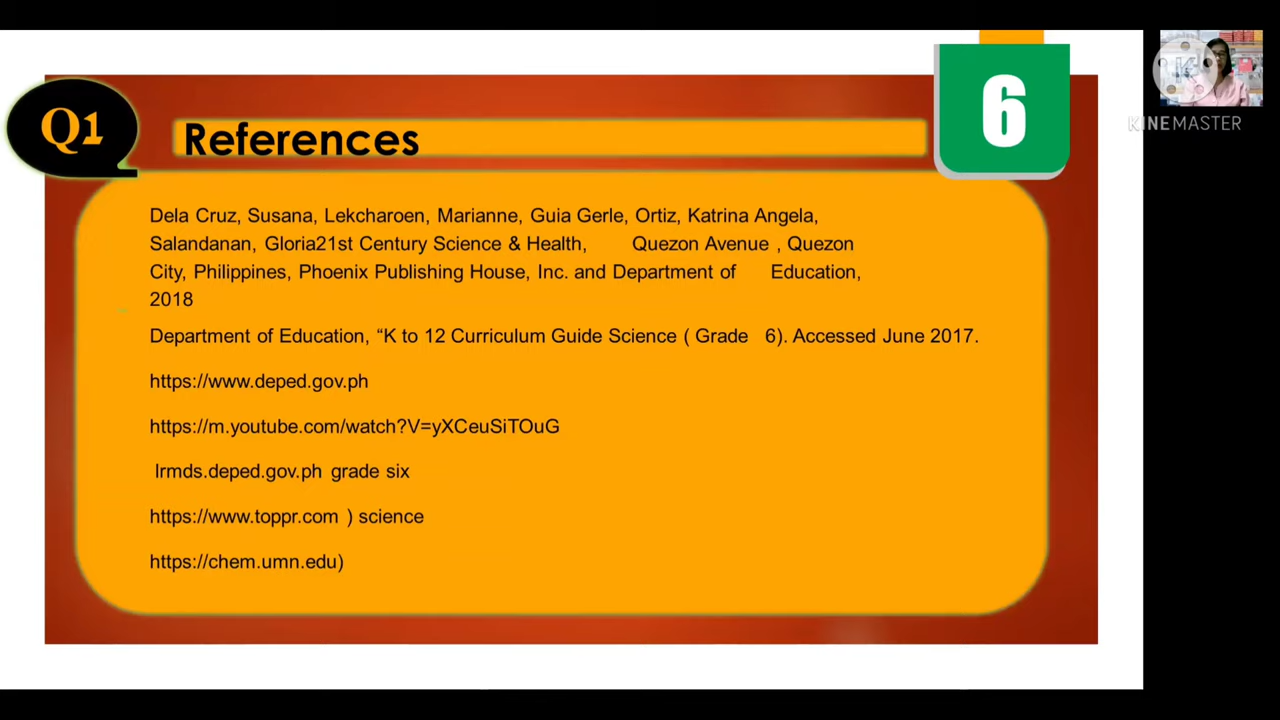 Q1
References
6
KINEMASTER
Dela Cruz, Susana, Lekcharoen, Marianne, Guia Gerle, Ortiz, Katrina Angela,
Salandanan, Gloria21st Century Science & Health, Quezon Avenue , Quezon
City, Philippines, Phoenix Publishing House, Inc. and Department of Education,
2018
Department of Education, “K to 12 Curriculum Guide Science ( Grade 6). Accessed June 2017.
https://www.deped.gov.ph
https://m.youtube.com/watch?V=yXCeuSiTOuG
lrmds.deped.gov.ph grade six
https://www.toppr.com ) science
https://chem.umn.edu)